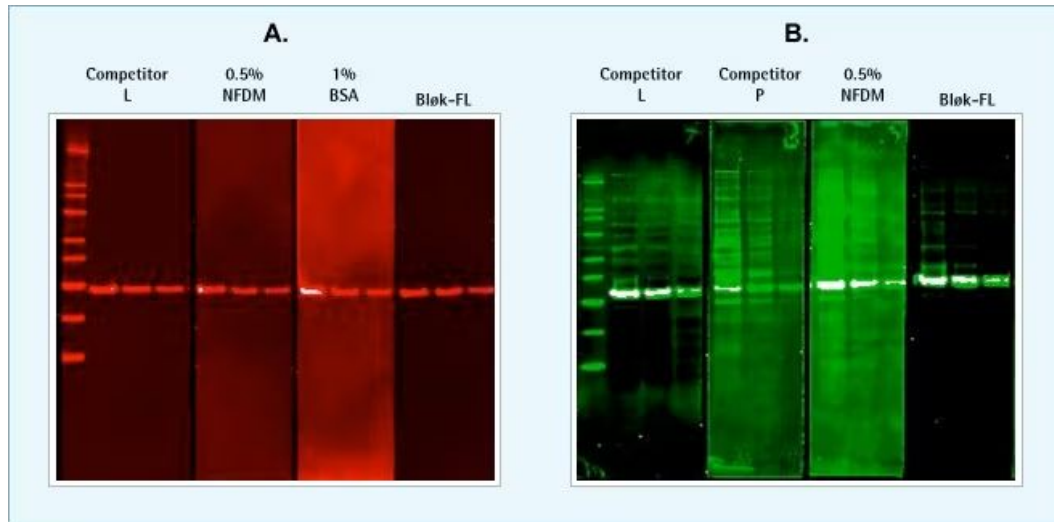 A.
Competitor
L
0.5%
NFDM
1%
BSA
Bløk-FL
B.
Competitor
L
Competitor
P
0.5%
NFDM
Bløk-FL